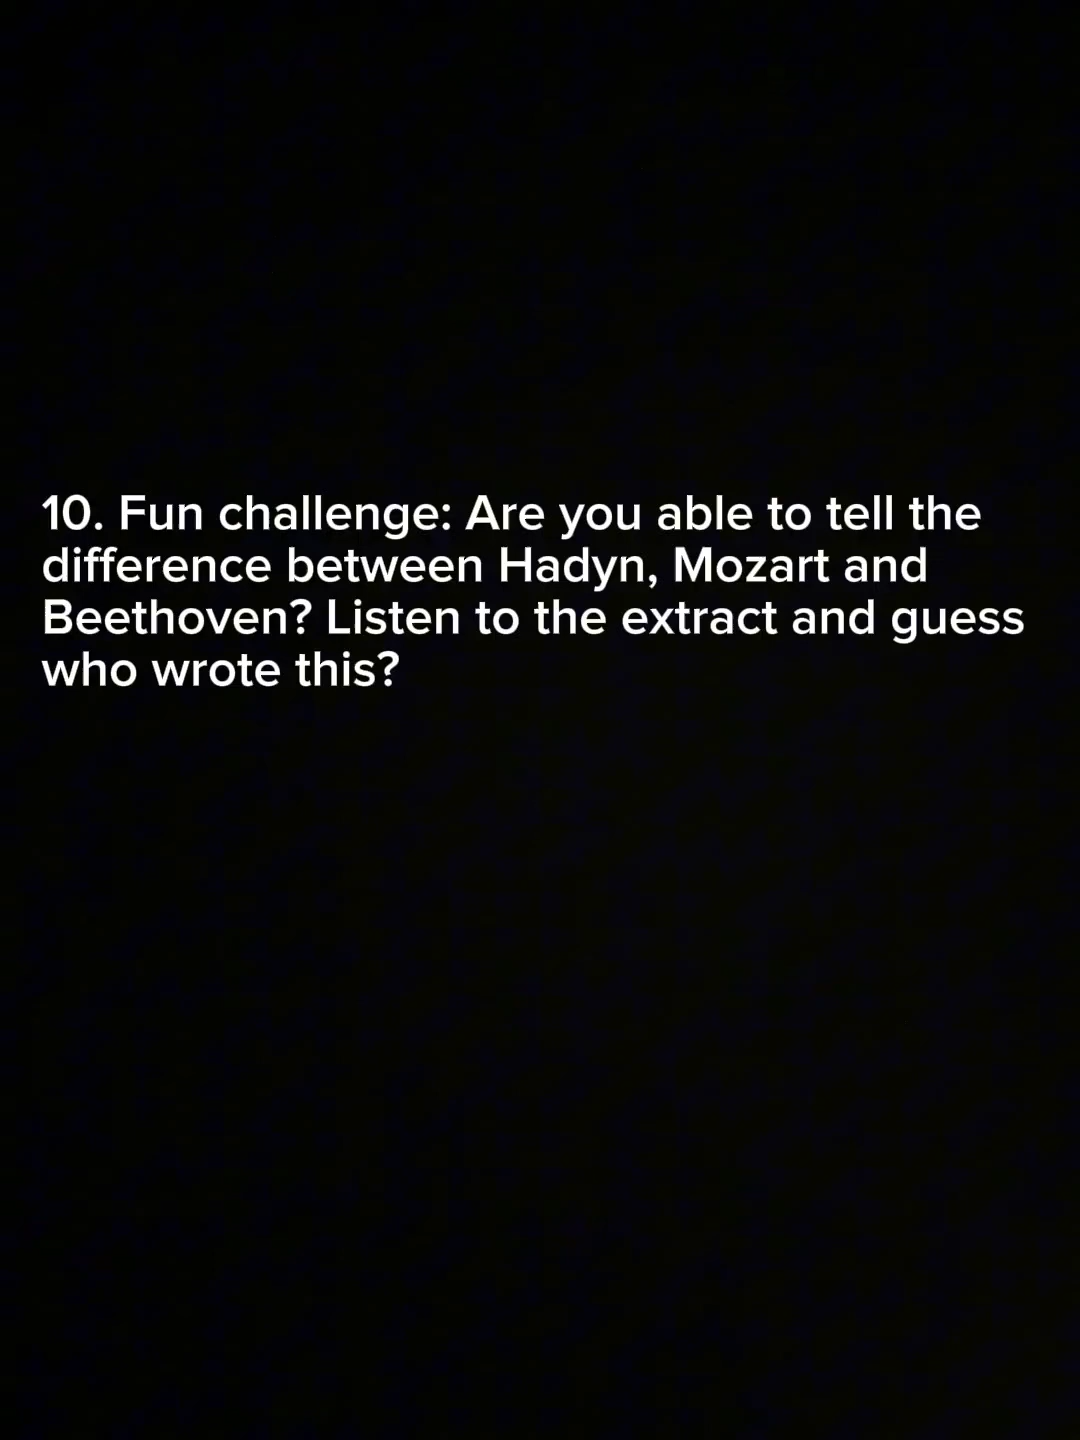 10. Fun challenge: Are you able to tell the
difference between Hadyn, Mozart and
Beethoven? Listen to the extract and guess
who wrote this?